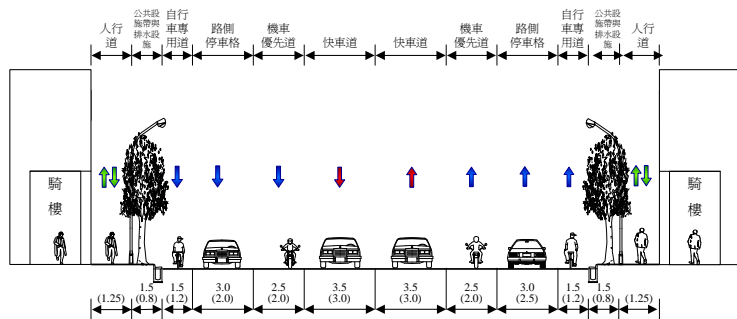 人行
道
公共設
施帶與
排水設
施
自行
車專
用道
路側
停車格
機車
優先道
快車道
快車道
機車
優先道
路側
停車格
自行
車專
用道
公共設
施帶與
排水設
施
人行
道
騎
樓
騎
樓
(1.25)
1.5
(0.8)
1.5
(1.2)
3.0
(2.0)
2.5
(2.0)
3.5
(3.0)
3.5
(3.0)
2.5
(2.0)
3.0
(2.5)
1.5
(1.2)
1.5
(0.8)
(1.25)